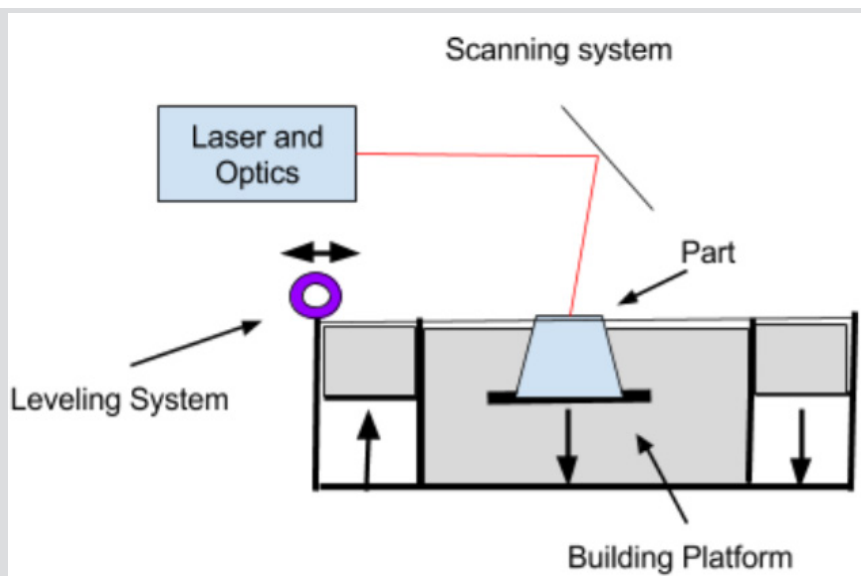 Scanning system
Laser and
Optics
Part
Leveling System
Building Platform